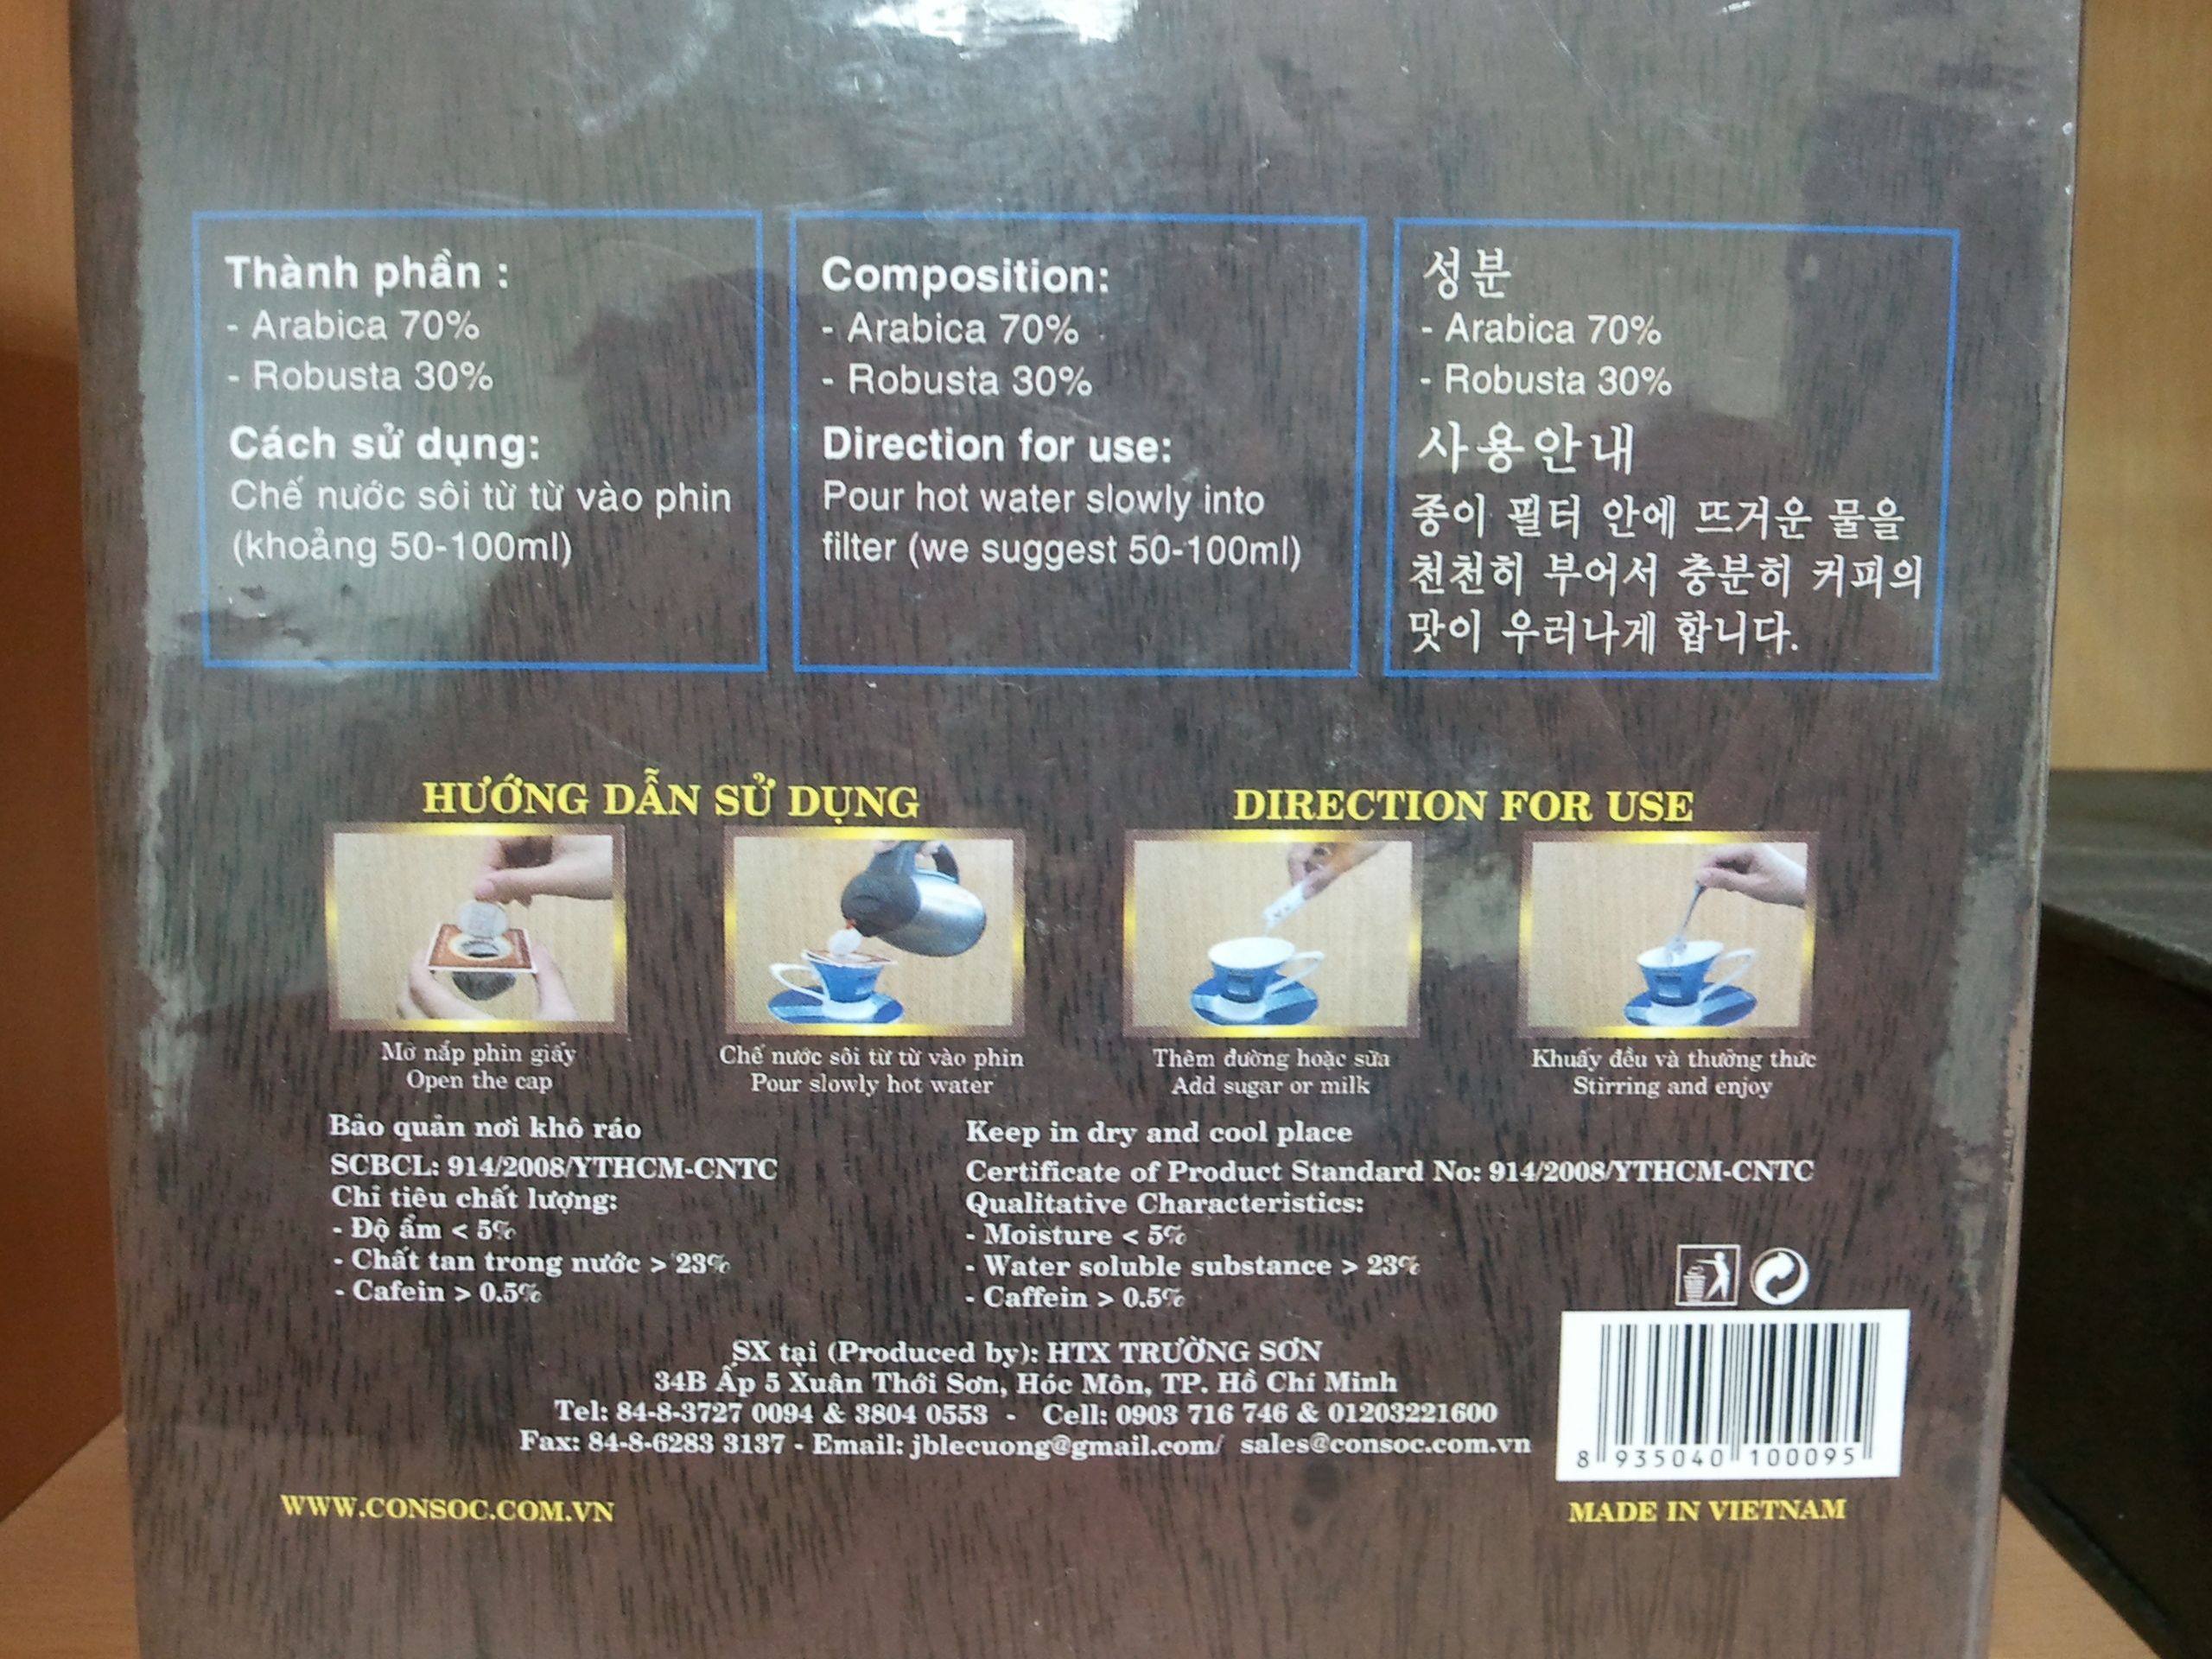 Thành phần :
- Arabica 70%
- Robusta 30%
Cách sử dụng:
Chế nước sôi từ từ vào phin
(khoảng 50-100ml)
Composition:
- Arabica 70%
- Robusta 30%
Direction for use:
Pour hot water slowly into
filter (we suggest 50-100ml)
성분
- Arabica 70%
- Robusta 30%
사용안내
종이 필터 안에 뜨거운 물을
천천히 부어서 충분히 커피의
맛이 우러나게 합니다.
HƯỚNG DẪN SỬ DỤNG
DIRECTION FOR USE
Mở nắp phin giấy
Open the cap
Chế nước sôi từ từ vào phin
Pour slowly hot water
Thêm đường hoặc sữa
Add sugar or milk
Khuấy đều và thưởng thức
Stirring and enjoy
Bảo quản nơi khô ráo
SCBCL: 914/2008/YTHCM-CNTC
Chỉ tiêu chất lượng:
- Độ ẩm < 5%
- Chất tan trong nước > 23%
- Cafein > 0.5%
Keep in dry and cool place
Certificate of Product Standard No: 914/2008/YTHCM-CNTC
Qualitative Characteristics:
- Moisture < 5%
- Water soluble substance > 23%
- Caffein > 0.5%
SX tại (Produced by): HTX TRƯỜNG SƠN
34B Ấp 5 Xuân Thới Sơn, Hóc Môn, TP. Hồ Chí Minh
Tel: 84-8-3727 0094 & 3804 0553 - Cell: 0903 716 746 & 01203221600
Fax: 84-8-6283 3137 - Email: jblecuong@gmail.com/ sales@consoc.com.vn
8 935040 100095
WWW.CONSOC.COM.VN
MADE IN VIETNAM